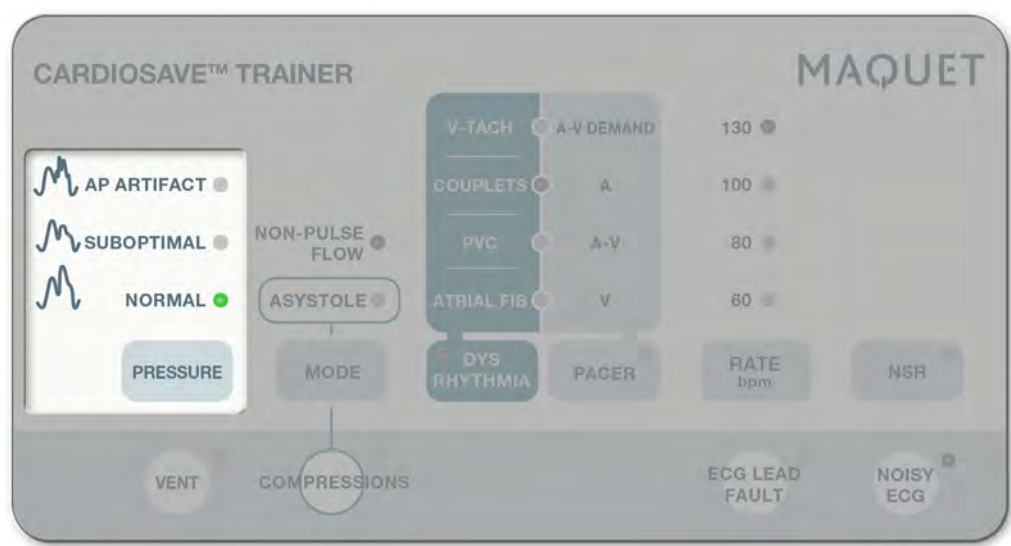 CARDIOSAVE™ TRAINER
MAQUET
AP ARTIFACT
SUBOPTIMAL
NORMAL
PRESSURE
NON-PULSE
FLOW
ASYSTOLE
MODE
COMPRESSIONS
V-TACH
COUPLETS
PVC
ATRIAL FIB
DYS
RHYTHMIA
A-V DEMAND
A
A-V
V
PACER
130
100
80
60
RATE
bpm
NSR
VENT
ECG LEAD
FAULT
NOISY
ECG